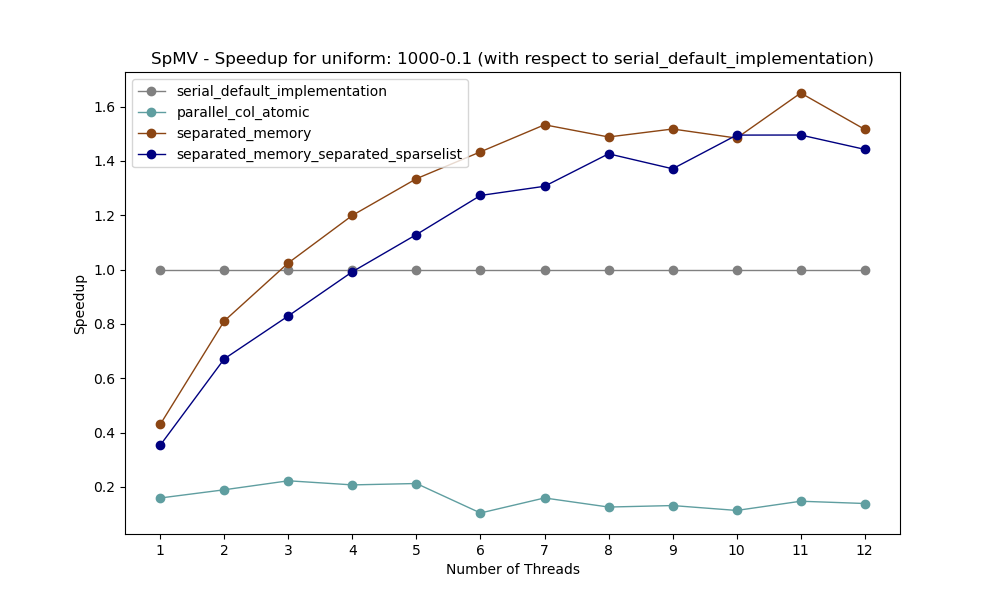 SpMV - Speedup for uniform: 1000-0.1 (with respect to serial_default_implementation)
serial_default_implementation
parallel_col_atomic
separated_memory
separated_memory_separated_sparselist
1.6
1.4
1.2
1.0
0.8
0.6
0.4
0.2
Speedup
1 2 3 4 5 6 7 8 9 10 11 12
Number of Threads